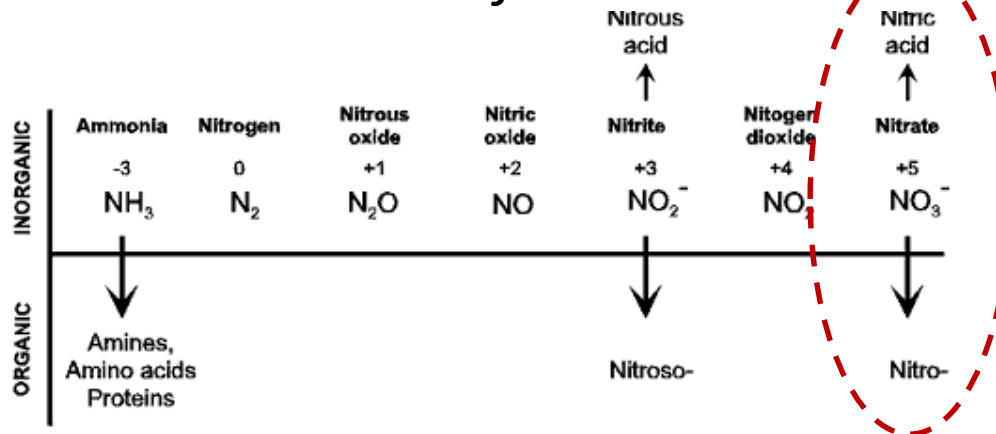 Nitrous
acid
Nitric
acid
INORGANIC
Ammonia
Nitrogen
Nitrous
oxide
Nitric
oxide
Nitrite
Nitogen
dioxide
Nitrate
-3
0
+1
+2
+3
+4
+5
NH₃
N₂
N₂O
NO
NO₂⁻
NO₂
NO₃⁻
ORGANIC
Amines,
Amino acids
Proteins
Nitroso-
Nitro-